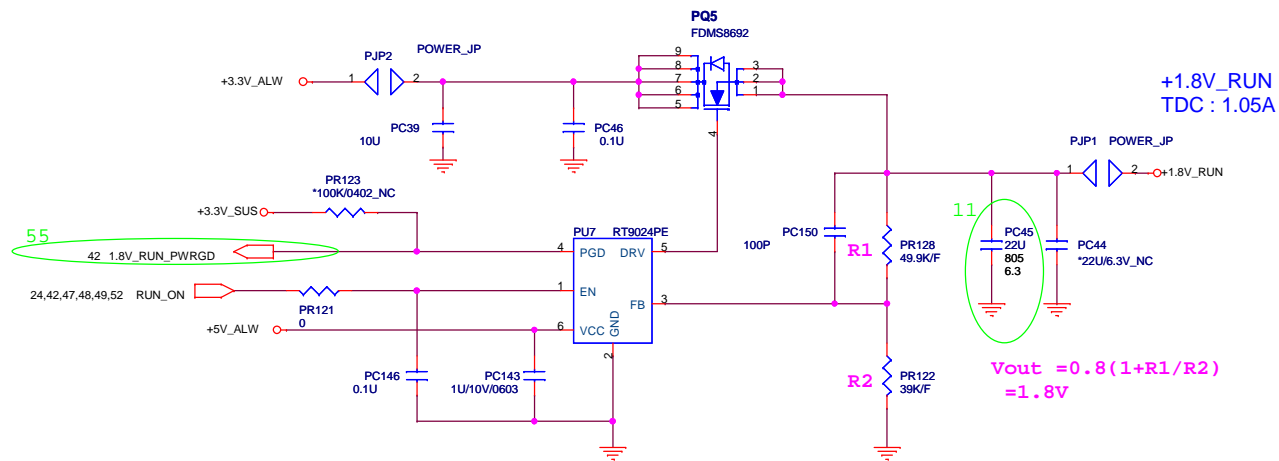 PQ5
FDMS8692
PJP2
POWER_JP
9
8
7
6
5
3
2
1
4
+3.3V_ALW
1
2
+1.8V_RUN
TDC : 1.05A
PC39
10U
PC46
0.1U
PJP1
POWER_JP
1
2
+1.8V_RUN
PR123
*100K/0402_NC
+3.3V_SUS
11
55
42
1.8V_RUN_PWRGD
PU7
RT9024PE
4
PGD
DRV
5
PC150
100P
R1
PR128
49.9K/F
PC45
22U
805
6.3
PC44
*22U/6.3V_NC
24,42,47,48,49,52
RUN_ON
PR121
0
1
EN
FB
3
+5V_ALW
6
VCC
GND
2
PC146
0.1U
PC143
1U/10V/0603
R2
PR122
39K/F
Vout =0.8(1+R1/R2)
=1.8V